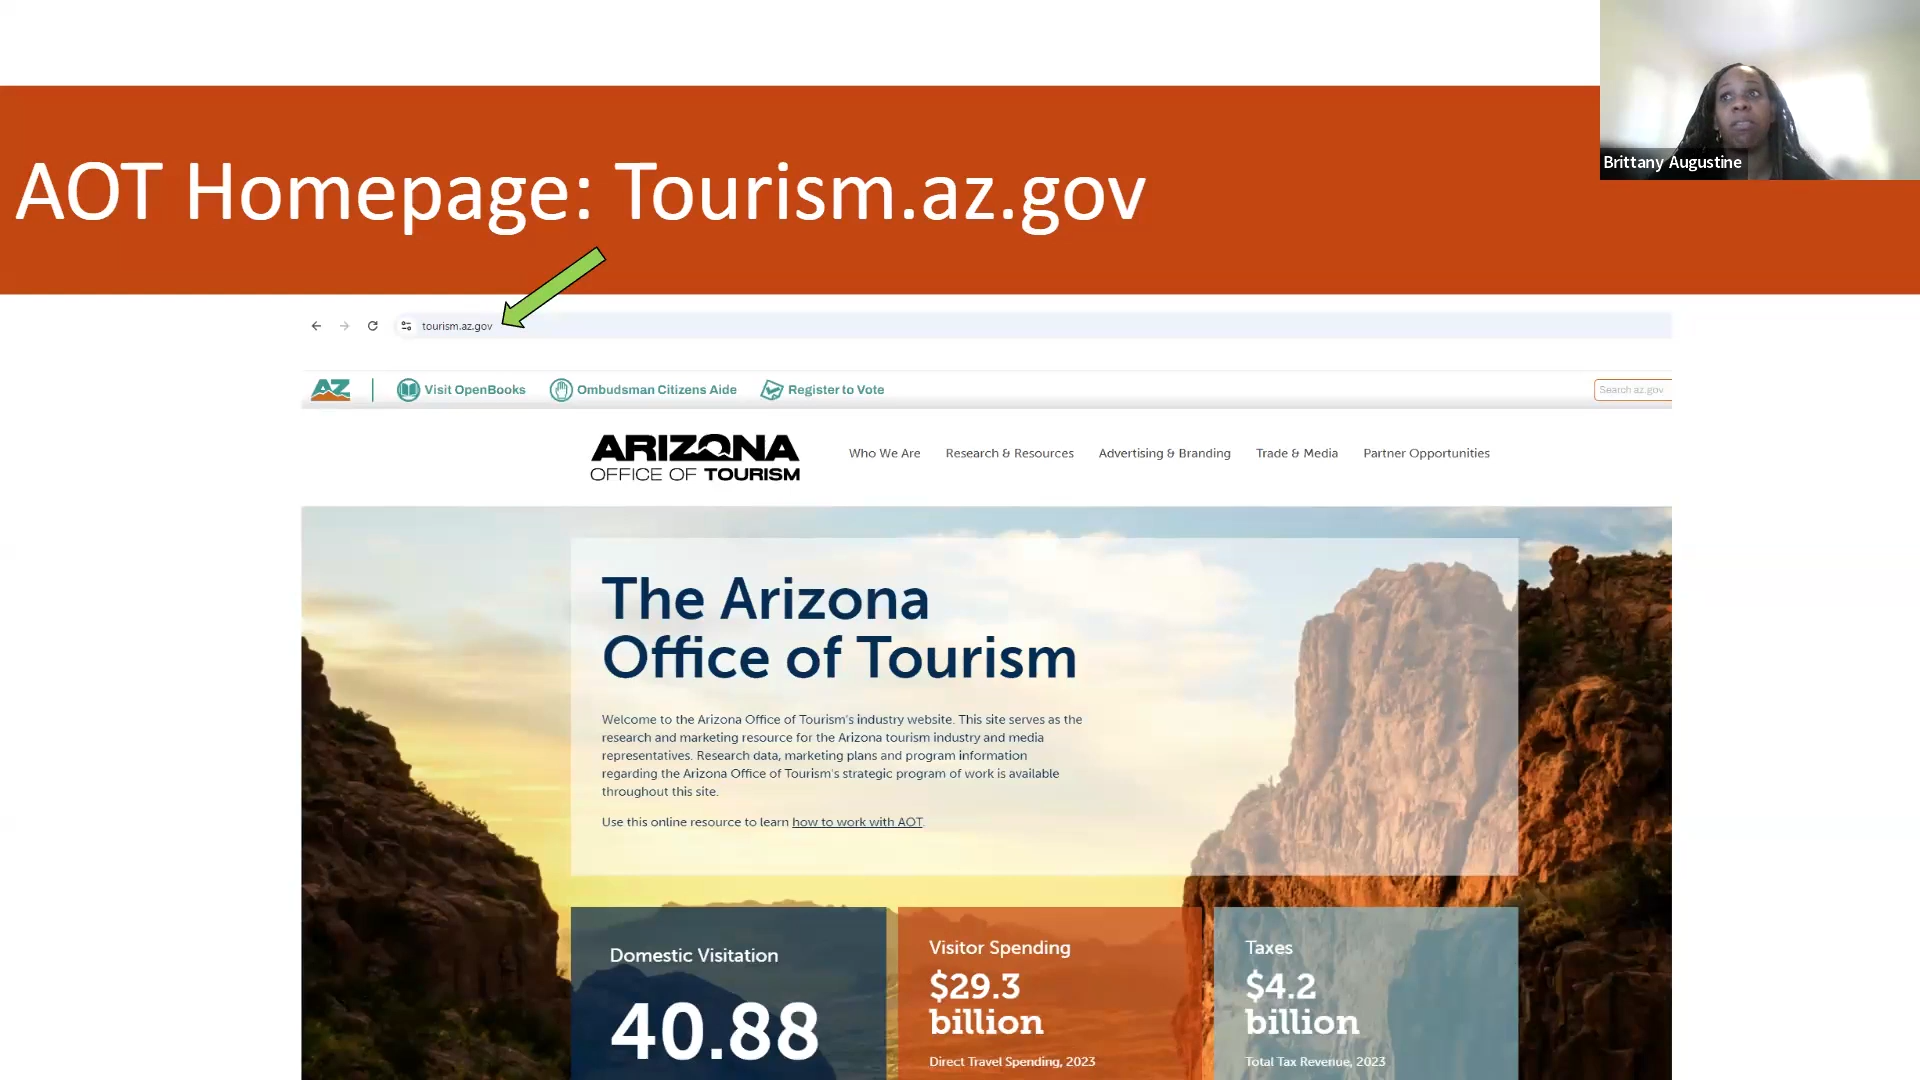 AOT Homepage: Tourism.az.gov
Brittany Augustine
tourism.az.gov
AZ
Visit OpenBooks
Ombudsman Citizens Aide
Register to Vote
Search az.gov
ARIZONA
OFFICE OF TOURISM
Who We Are
Research & Resources
Advertising & Branding
Trade & Media
Partner Opportunities
The Arizona
Office of Tourism
Welcome to the Arizona Office of Tourism's industry website. This site serves as the
research and marketing resource for the Arizona tourism industry and media
representatives. Research data, marketing plans and program information
regarding the Arizona Office of Tourism's strategic program of work is available
throughout this site.
Use this online resource to learn how to work with AOT.
Domestic Visitation
40.88
Visitor Spending
$29.3
billion
Direct Travel Spending, 2023
Taxes
$4.2
billion
Total Tax Revenue, 2023